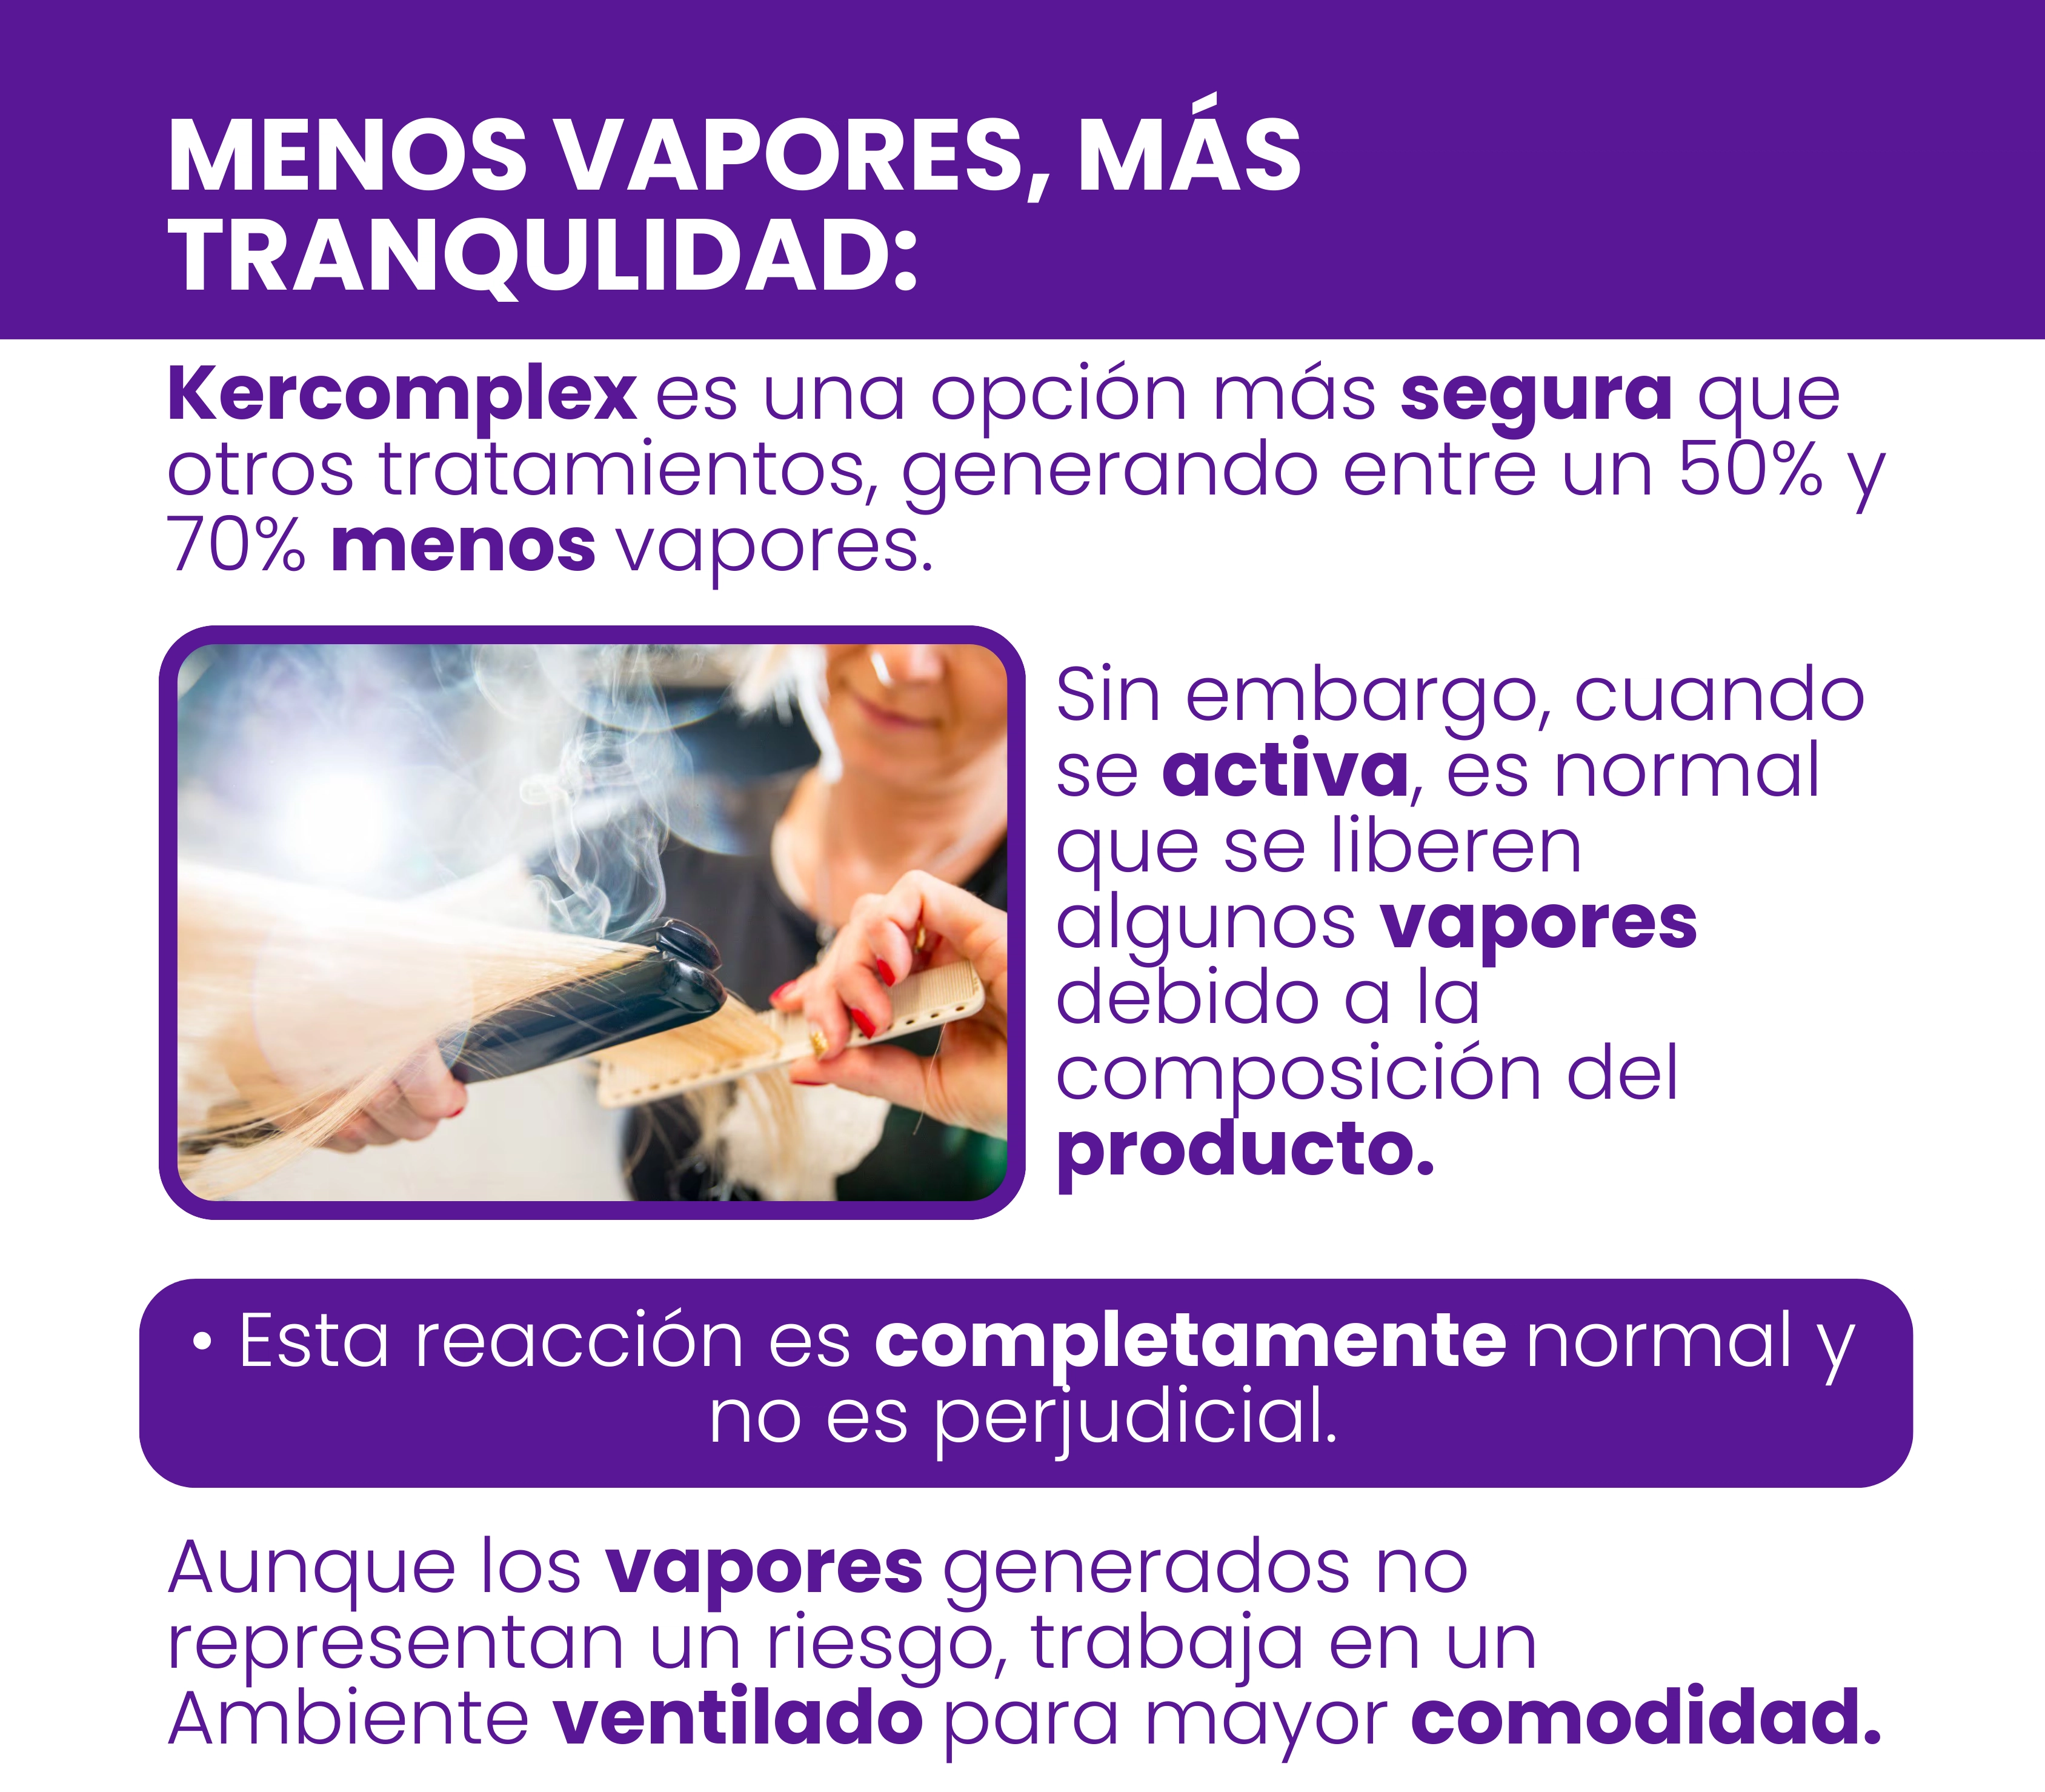 MENOS VAPORES, MÁS
TRANQULIDAD:
Kercomplex es una opción más segura que
otros tratamientos, generando entre un 50% y
70% menos vapores.
Sin embargo, cuando
se activa, es normal
que se liberen
algunos vapores
debido a la
composición del
producto.
• Esta reacción es completamente normal y
no es perjudicial.
Aunque los vapores generados no
representan un riesgo, trabaja en un
Ambiente ventilado para mayor comodidad.